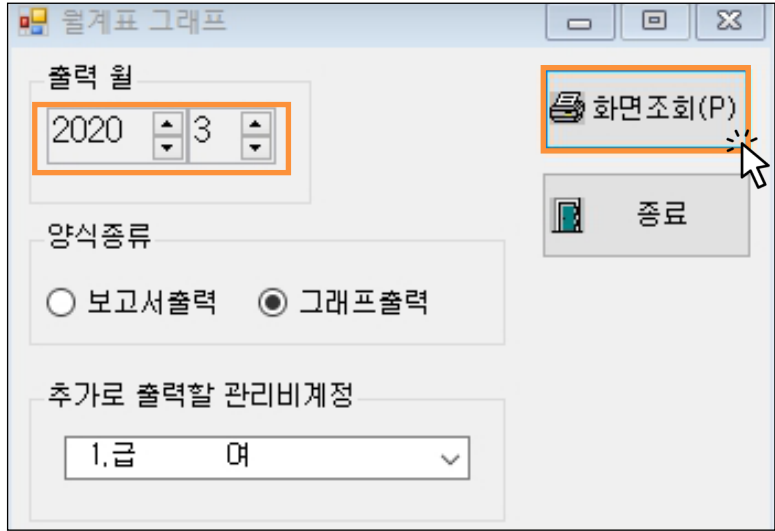 월계표 그래프
출력 월
2020 3
화면조회(P)
종료
양식종류
보고서출력 그래프출력
추가로 출력할 관리비계정
1.급 여